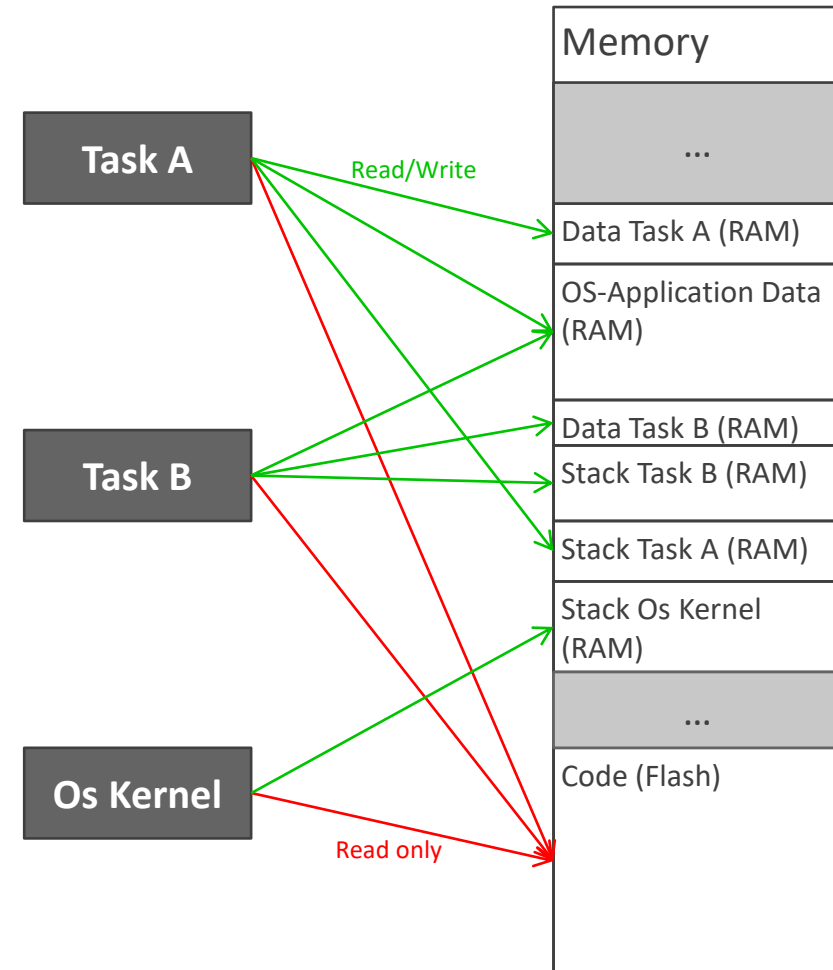 Memory
...
Task A
Read/Write
Data Task A (RAM)
OS-Application Data
(RAM)
Data Task B (RAM)
Task B
Stack Task B (RAM)
Stack Task A (RAM)
Stack Os Kernel
(RAM)
...
Os Kernel
Code (Flash)
Read only